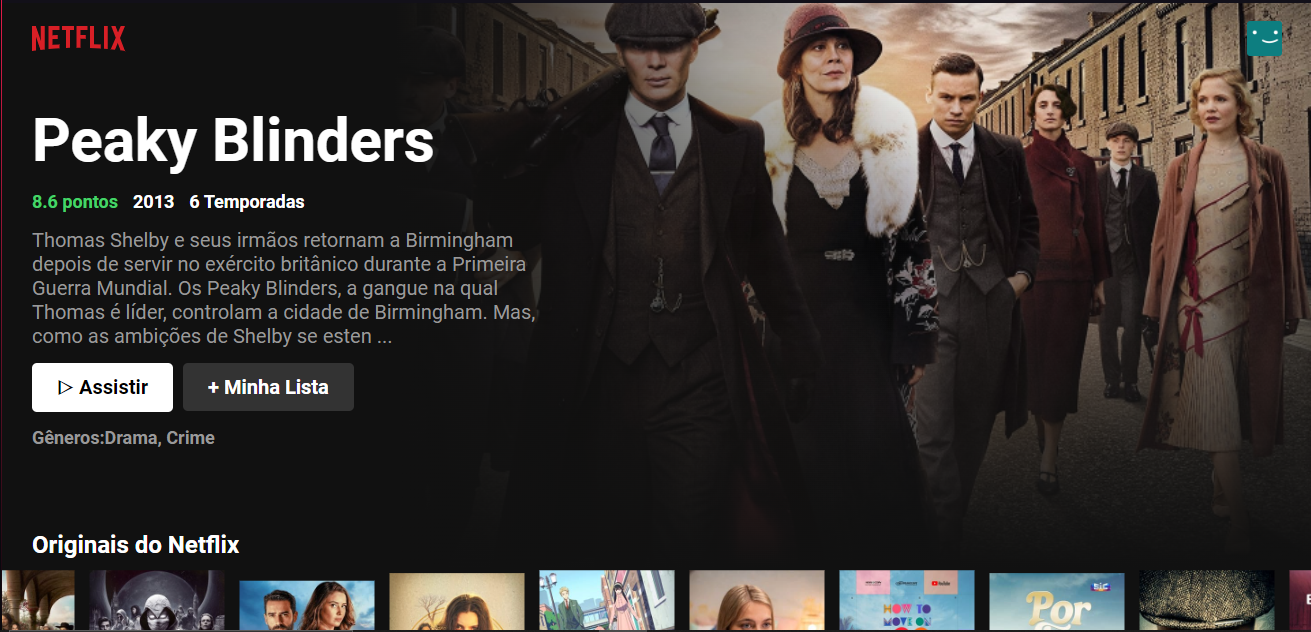 NETFLIX
Peaky Blinders
8.6 pontos 2013 6 Temporadas
Thomas Shelby e seus irmãos retornam a Birmingham
depois de servir no exército britânico durante a Primeira
Guerra Mundial. Os Peaky Blinders, a gangue na qual
Thomas é líder, controlam a cidade de Birmingham. Mas,
como as ambições de Shelby se esten ...
Assistir
+ Minha Lista
Gêneros:Drama, Crime
Originais do Netflix
YouTube
HOW TO
MOVE ON
SIC
Por